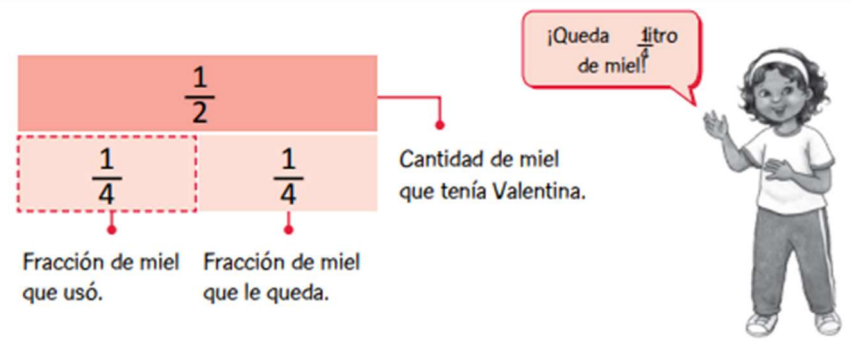 ¡Queda 1/4 litro
de miel!
1/2
1/4 1/4
Cantidad de miel
que tenía Valentina.
Fracción de miel
que usó.
Fracción de miel
que le queda.